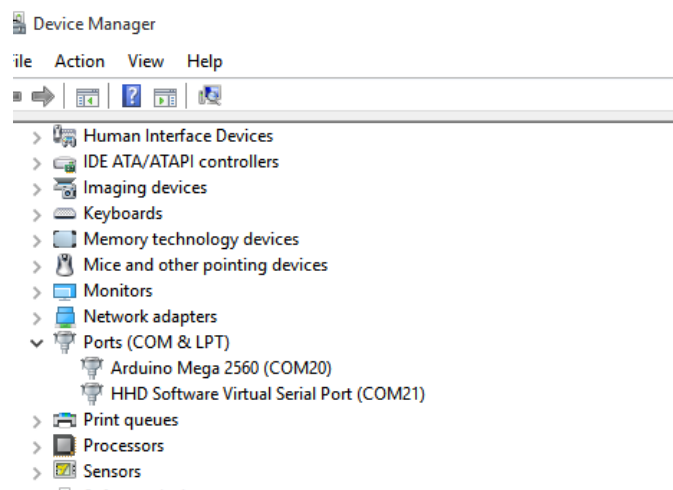 Device Manager
ile Action View Help
Human Interface Devices
IDE ATA/ATAPI controllers
Imaging devices
Keyboards
Memory technology devices
Mice and other pointing devices
Monitors
Network adapters
Ports (COM & LPT)
Arduino Mega 2560 (COM20)
HHD Software Virtual Serial Port (COM21)
Print queues
Processors
Sensors